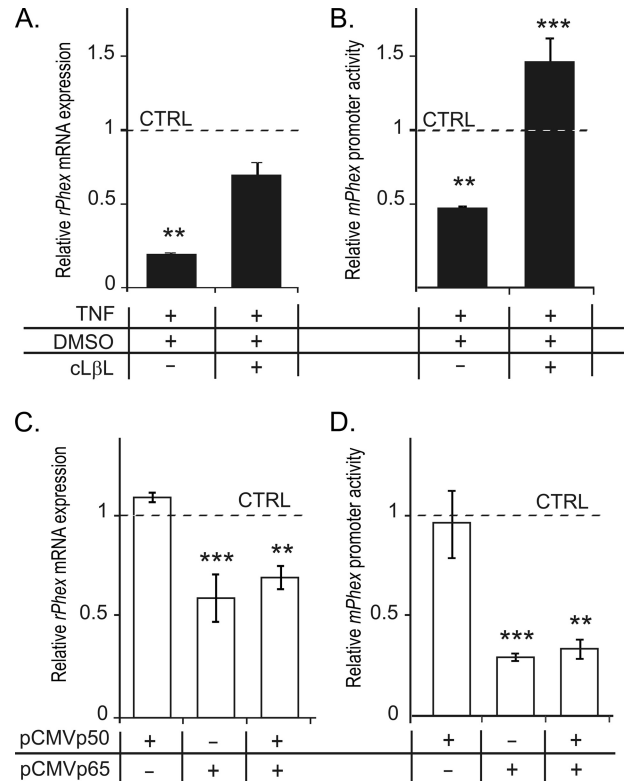 A.
Relative rPhex mRNA expression
1.5
1
0.5
0
CTRL
**
B.
Relative mPhex promoter activity
1.5
1
0.5
CTRL
**
***
TNF + + + +
DMSO + + + +
cLβL − + − +
C.
Relative rPhex mRNA expression
1
0.5
0
CTRL
***
**
D.
Relative mPhex promoter activity
1
0.5
0
CTRL
***
**
pCMVp50 + − + + − +
pCMVp65 − + + − + +